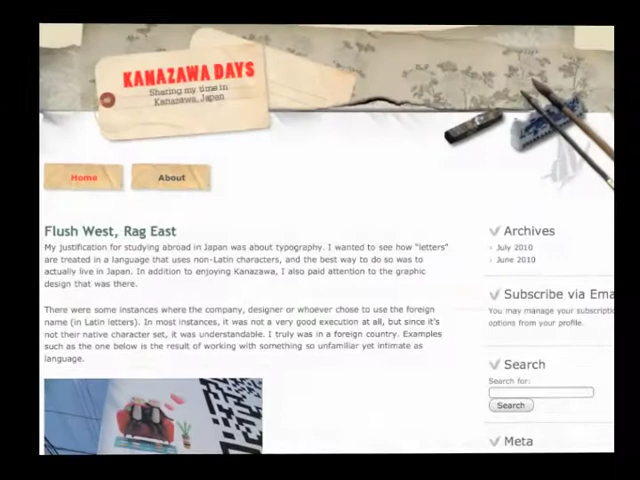 KANAZAWA DAYS
Sharing my time in
Kanazawa, Japan
Home
About
Flush West, Rag East
My justification for studying abroad in Japan was about typography. I wanted to see how “letters”
are treated in a language that uses non-Latin characters, and the best way to do so was to
actually live in Japan. In addition to enjoying Kanazawa, I also paid attention to the graphic
design that was there.
There were some instances where the company, designer or whoever chose to use the foreign
name (in Latin letters). In most instances, it was not a very good execution at all, but since it’s
not their native character set, it was understandable. I truly was in a foreign country. Examples
such as the one below is the result of working with something so unfamiliar yet intimate as
language.
Archives
July 2010
June 2010
Subscribe via Ema
You may manage your subscriptio
options from your profile.
Search
Search for:
Search
Meta